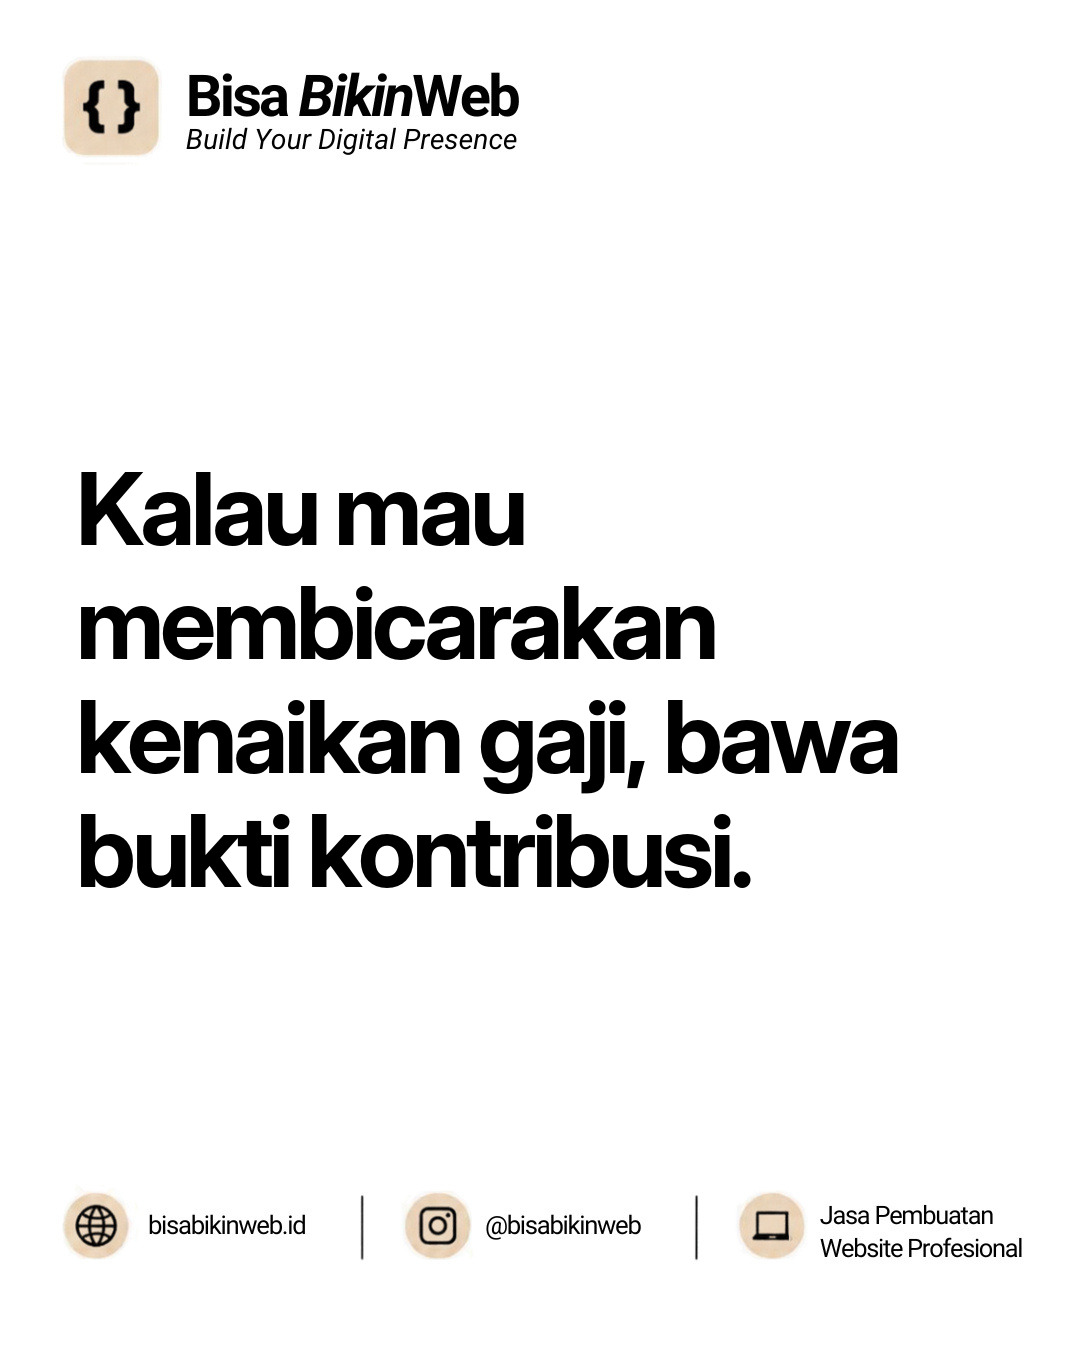 { }
Bisa BikinWeb
Build Your Digital Presence
Kalau mau
membicarakan
kenaikan gaji, bawa
bukti kontribusi.
bisabikinweb.id
@bisabikinweb
Jasa Pembuatan
Website Profesional